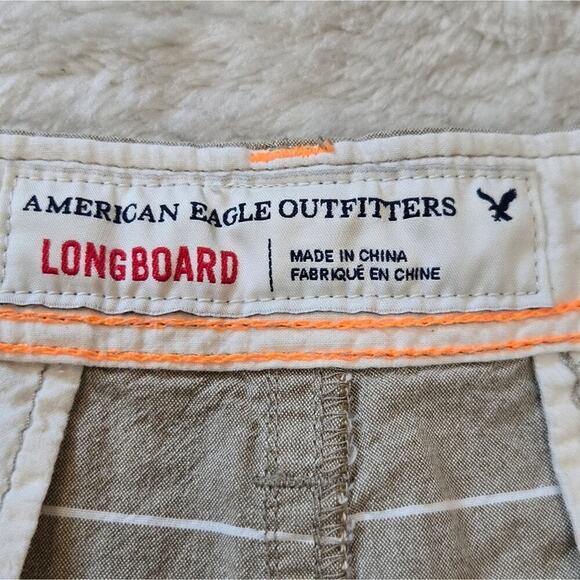 AMERICAN EAGLE OUTFITTERS
LONGBOARD
MADE IN CHINA
FABRIQUÉ EN CHINE